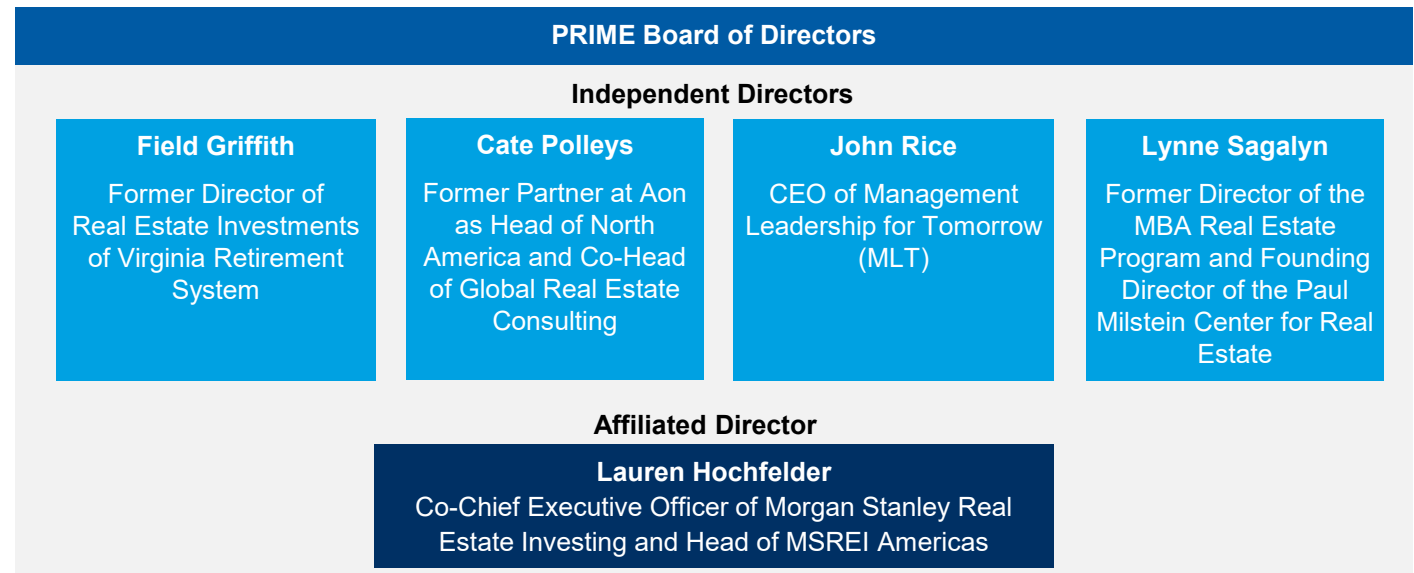 PRIME Board of Directors
Independent Directors
Field Griffith
Former Director of
Real Estate Investments
of Virginia Retirement
System
Cate Polleys
Former Partner at Aon
as Head of North
America and Co-Head
of Global Real Estate
Consulting
John Rice
CEO of Management
Leadership for Tomorrow
(MLT)
Lynne Sagalyn
Former Director of the
MBA Real Estate
Program and Founding
Director of the Paul
Milstein Center for Real
Estate
Affiliated Director
Lauren Hochfelder
Co-Chief Executive Officer of Morgan Stanley Real
Estate Investing and Head of MSREI Americas